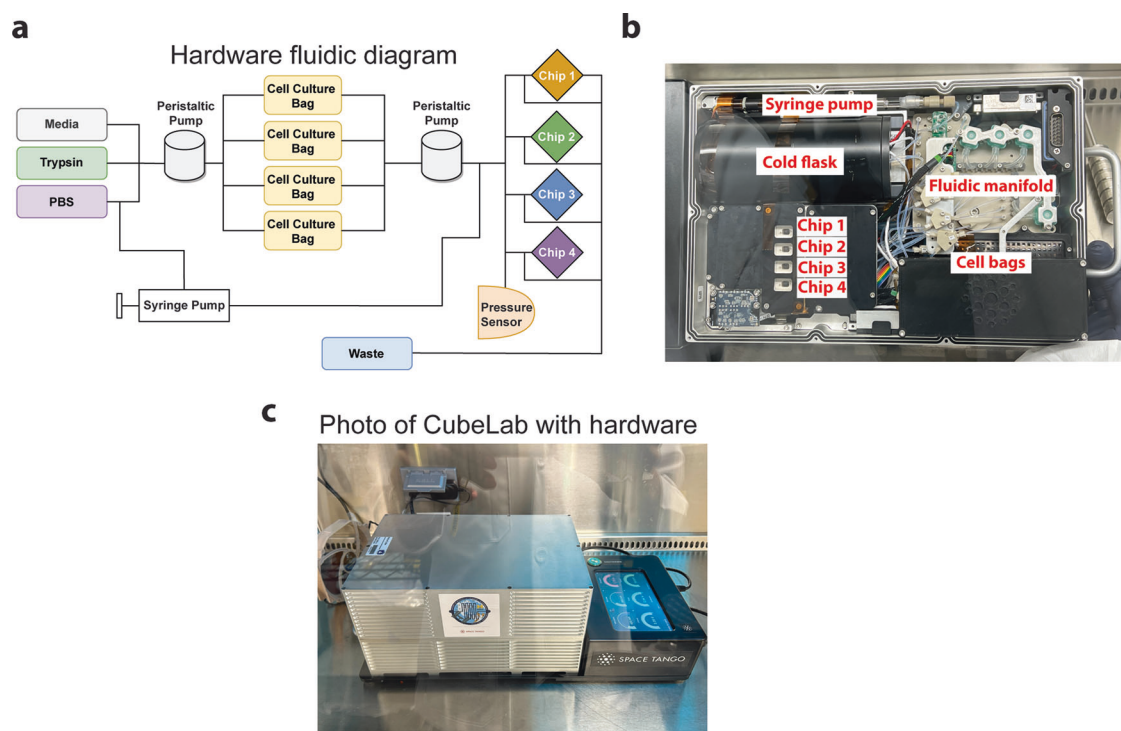 a
Hardware fluidic diagram
Media
Trypsin
PBS
Peristaltic
Pump
Cell Culture
Bag
Cell Culture
Bag
Cell Culture
Bag
Cell Culture
Bag
Peristaltic
Pump
Chip 1
Chip 2
Chip 3
Chip 4
Syringe Pump
Pressure
Sensor
Waste
b
Syringe pump
Cold flask
Fluidic manifold
Chip 1
Chip 2
Chip 3
Chip 4
Cell bags
c
Photo of CubeLab with hardware
SPACE TANGO